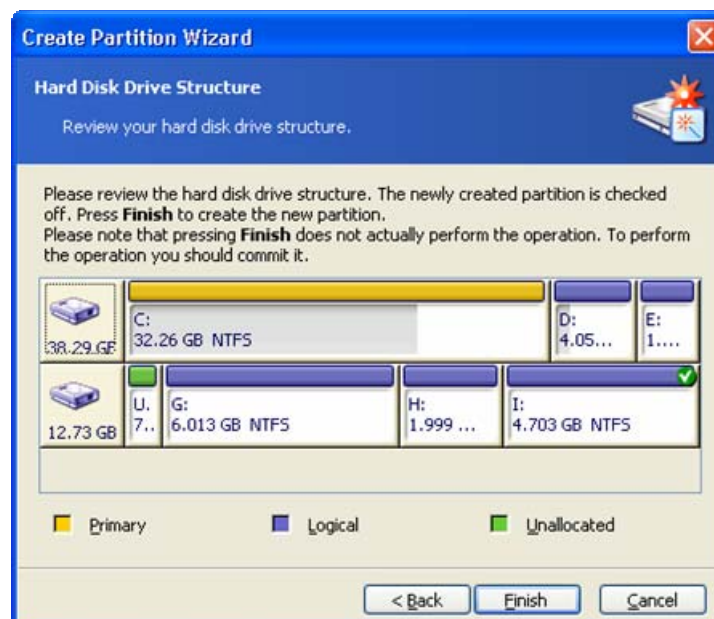 Create Partition Wizard
Hard Disk Drive Structure
Review your hard disk drive structure.
Please review the hard disk drive structure. The newly created partition is checked
off. Press Finish to create the new partition.
Please note that pressing Finish does not actually perform the operation. To perform
the operation you should commit it.
38.29 GB
C:
32.26 GB NTFS
D:
4.05...
E:
1....
12.73 GB
U.
7..
G:
6.013 GB NTFS
H:
1.999 ...
I:
4.703 GB NTFS
Primary
Logical
Unallocated
< Back
Finish
Cancel